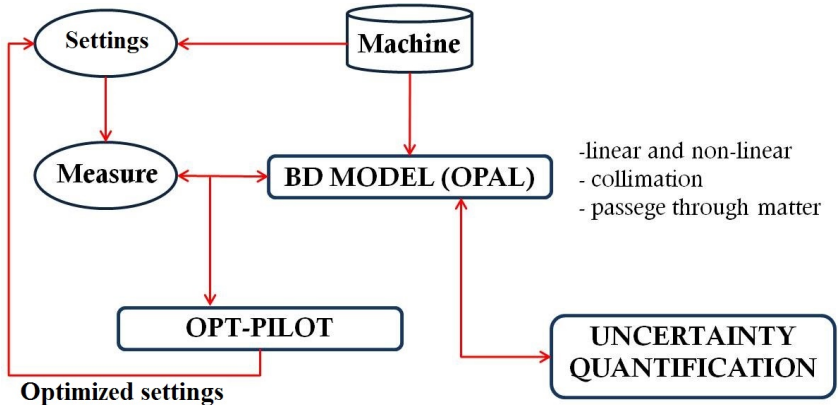 Settings
Machine
Measure
BD MODEL (OPAL)
-linear and non-linear
- collimation
- passege through matter
OPT-PILOT
UNCERTAINTY
QUANTIFICATION
Optimized settings